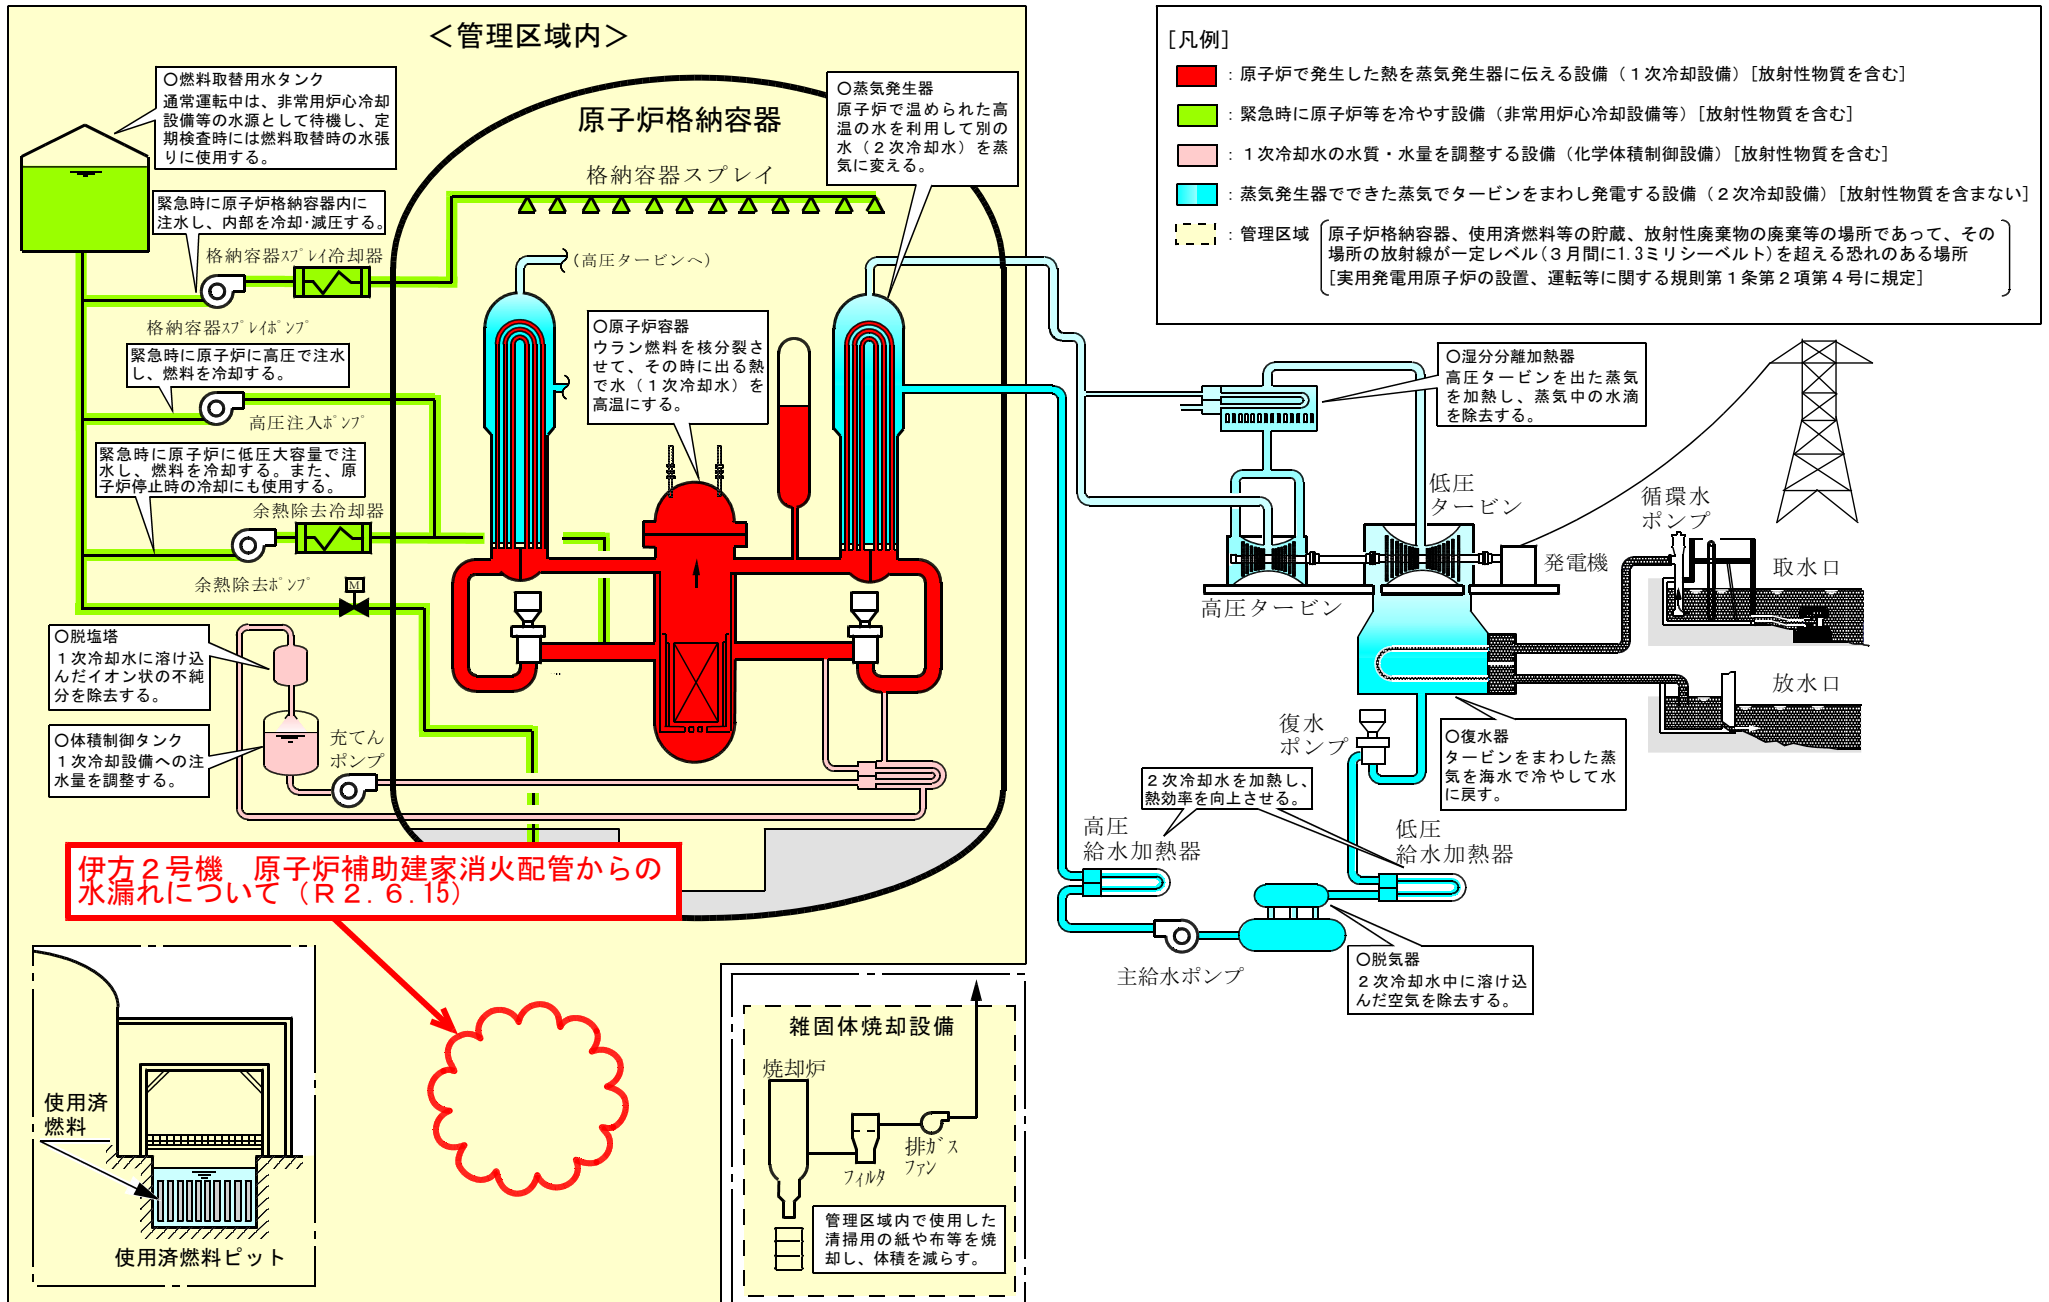 ＜管理区域内＞
○燃料取替用水タンク
通常運転中は、非常用炉心冷却
設備等の水源として待機し、定
期検査時には燃料取替時の水張
りに使用する。
緊急時に原子炉格納容器内に
注水し、内部を冷却･減圧する。
格納容器ｽﾌﾟﾚｲ冷却器
格納容器ｽﾌﾟﾚｲﾎﾟﾝﾌﾟ
緊急時に原子炉に高圧で注水
し、燃料を冷却する。
高圧注入ﾎﾟﾝﾌﾟ
緊急時に原子炉に低圧大容量で注
水し、燃料を冷却する。また、原
子炉停止時の冷却にも使用する。
余熱除去冷却器
余熱除去ﾎﾟﾝﾌﾟ
M
○脱塩塔
１次冷却水に溶け込
んだイオン状の不純
分を除去する。
○体積制御タンク
１次冷却設備への注
水量を調整する。
充てん
ポンプ
原子炉格納容器
格納容器スプレイ
（高圧タービンへ）
○原子炉容器
ウラン燃料を核分裂さ
せて、その時に出る熱
で水（１次冷却水）を
高温にする。
○蒸気発生器
原子炉で温められた高
温の水を利用して別の
水（２次冷却水）を蒸
気に変える。
伊方２号機　原子炉補助建家消火配管からの
水漏れについて（Ｒ２.６.15）
使用済
燃料
使用済燃料ピット
雑固体焼却設備
焼却炉
フィルタ
排ｶﾞｽ
ファン
管理区域内で使用した
清掃用の紙や布等を焼
却し、体積を減らす。
[凡例]
：原子炉で発生した熱を蒸気発生器に伝える設備（１次冷却設備）[放射性物質を含む]
：緊急時に原子炉等を冷やす設備（非常用炉心冷却設備等）[放射性物質を含む]
：１次冷却水の水質・水量を調整する設備（化学体積制御設備）[放射性物質を含む]
：蒸気発生器でできた蒸気でタービンをまわし発電する設備（２次冷却設備）[放射性物質を含まない]
：管理区域
原子炉格納容器、使用済燃料等の貯蔵、放射性廃棄物の廃棄等の場所であって、その
場所の放射線が一定レベル(３月間に1.3ミリシーベルト)を超える恐れのある場所
[実用発電用原子炉の設置、運転等に関する規則第１条第２項第４号に規定]
○湿分分離加熱器
高圧タービンを出た蒸気
を加熱し、蒸気中の水滴
を除去する。
低圧
タービン
高圧タービン
発電機
循環水
ポンプ
取水口
放水口
復水
ポンプ
○復水器
タービンをまわした蒸
気を海水で冷やして水
に戻す。
２次冷却水を加熱し、
熱効率を向上させる。
高圧
給水加熱器
低圧
給水加熱器
主給水ポンプ
○脱気器
２次冷却水中に溶け込
んだ空気を除去する。